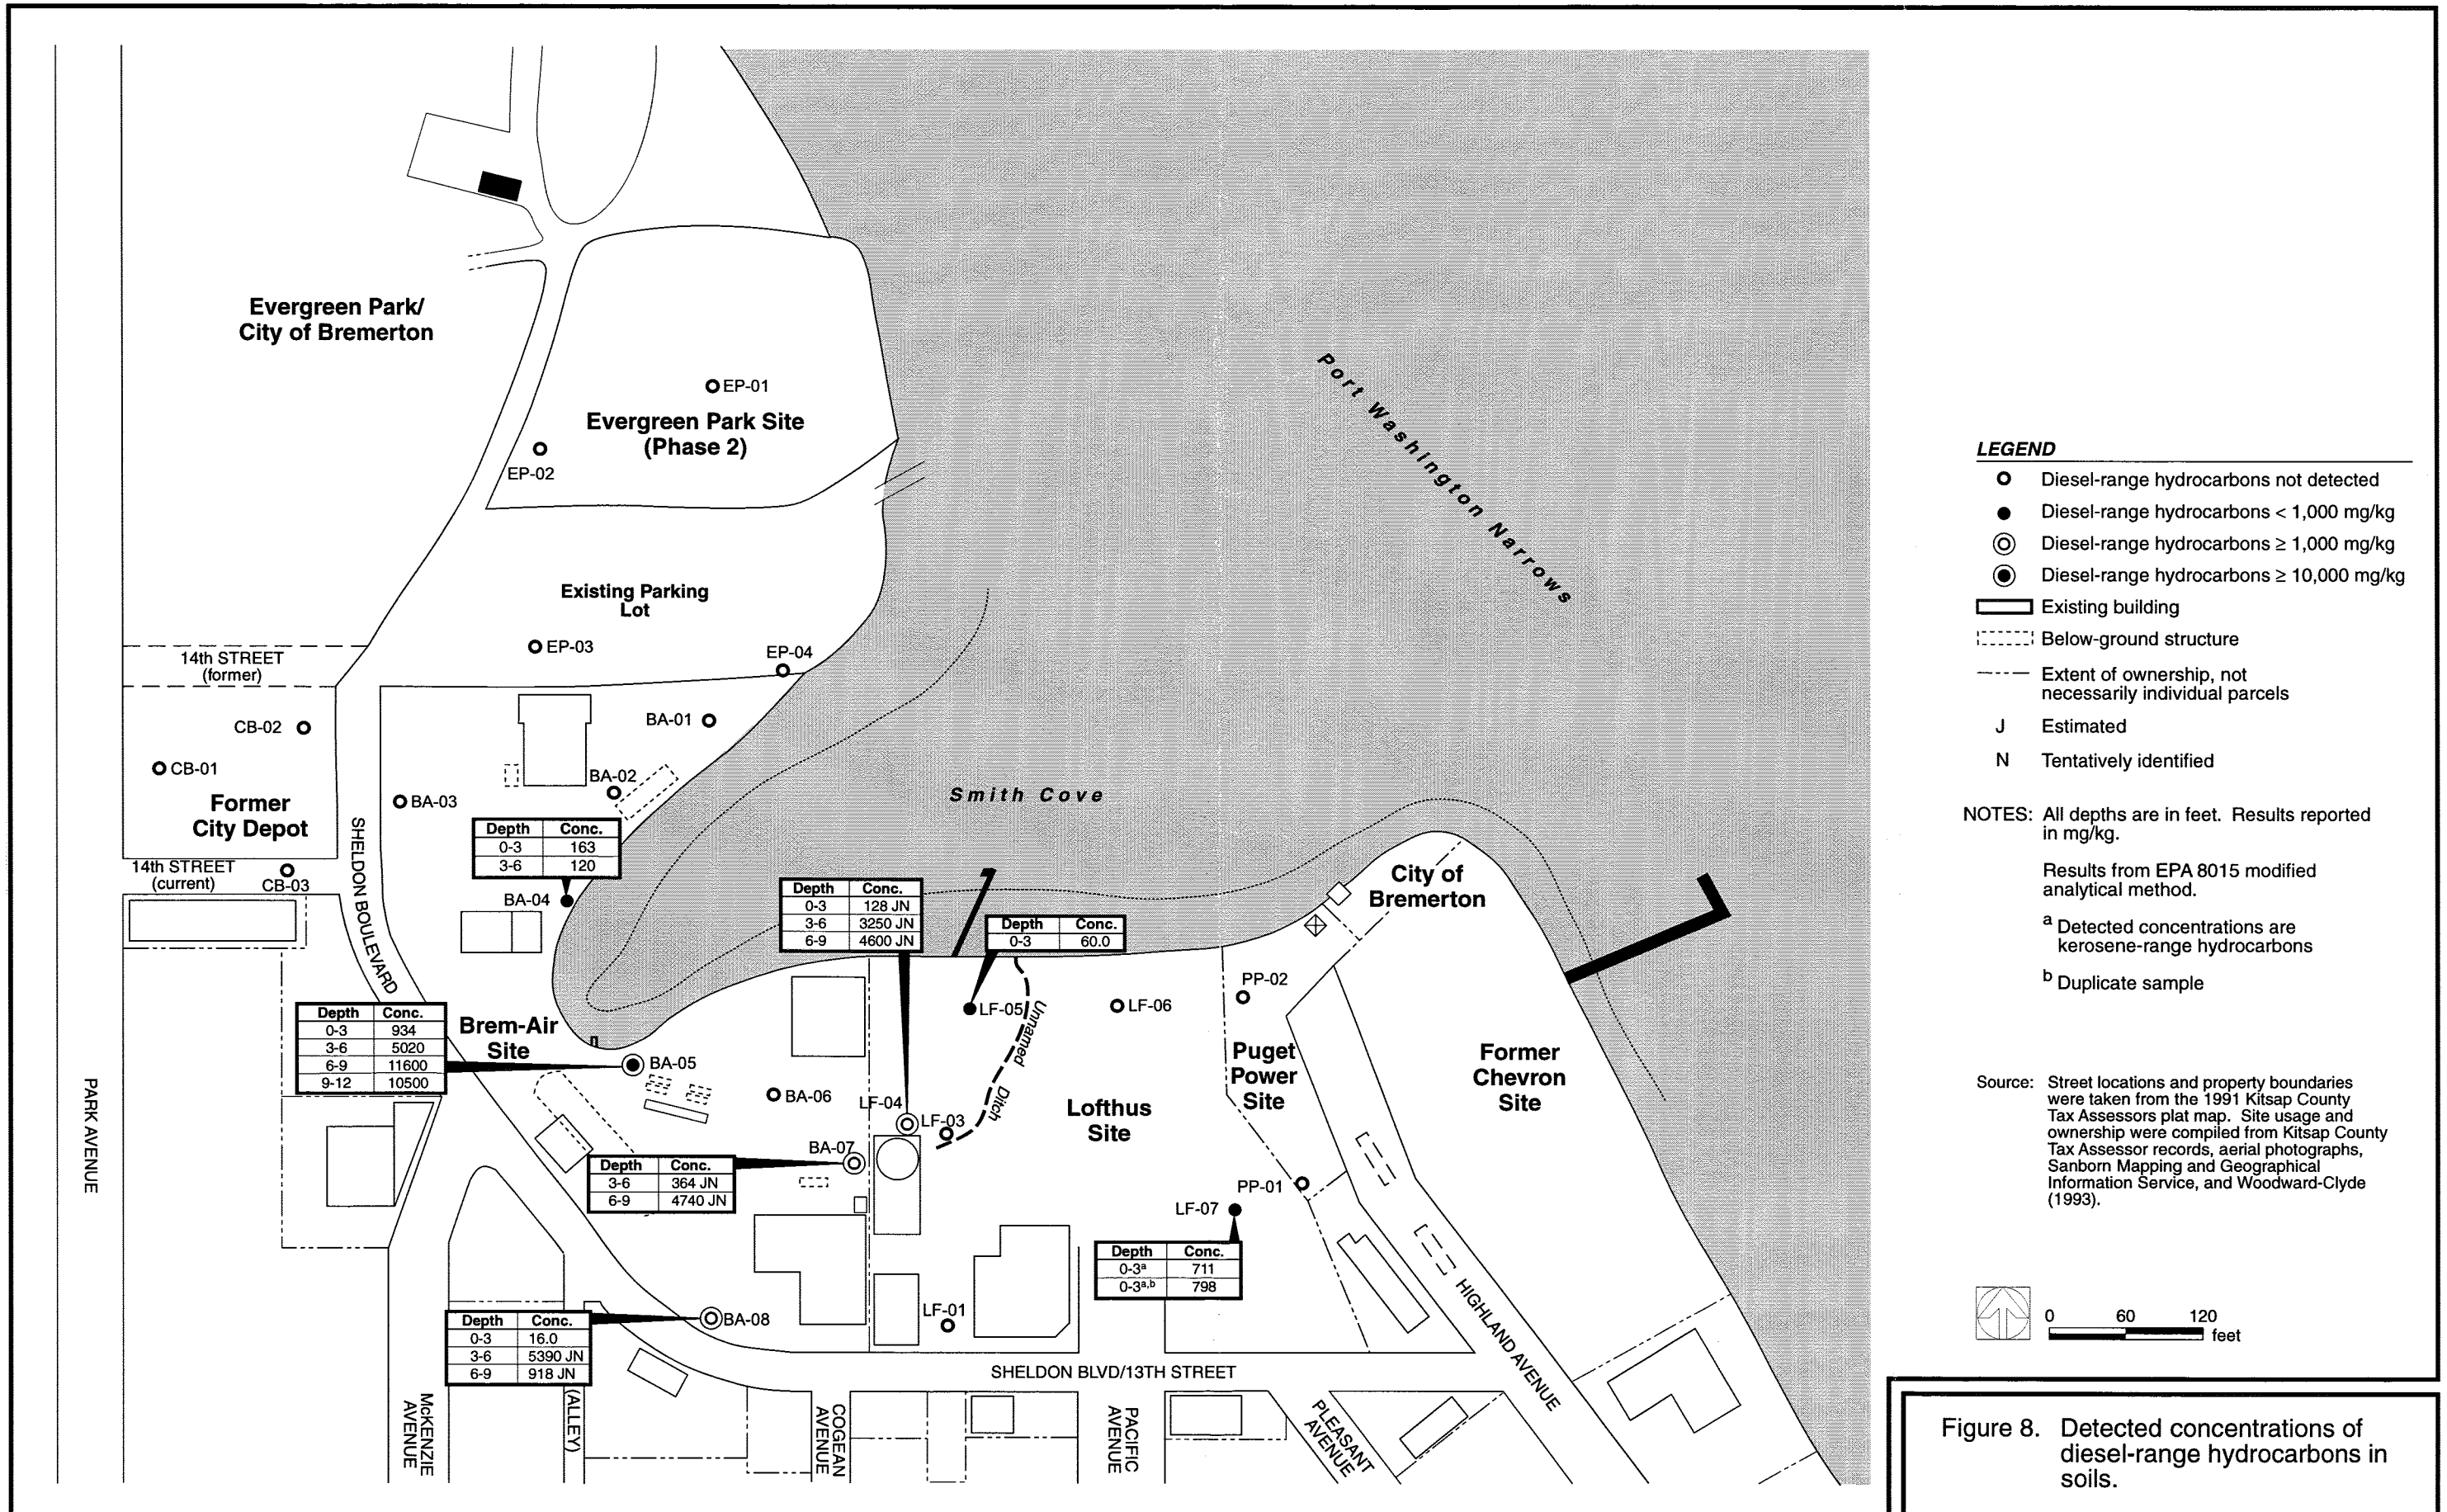 Evergreen Park/
City of Bremerton
EP-01
Evergreen Park Site
(Phase 2)
EP-02
Port Washington Narrows
Existing Parking
Lot
EP-03
EP-04
14th STREET
(former)
CB-02
CB-01
Former
City Depot
14th STREET
(current)
CB-03
SHELDON BOULEVARD
PARK AVENUE
BA-01
BA-02
BA-03
Depth Conc.
0-3 163
3-6 120
BA-04
Smith Cove
Depth Conc.
0-3 128 JN
3-6 3250 JN
6-9 4600 JN
Depth Conc.
0-3 60.0
City of
Bremerton
Depth Conc.
0-3 934
3-6 5020
6-9 11600
9-12 10500
Brem-Air
Site
BA-05
BA-06
LF-04
LF-03
LF-05
Unnamed Ditch
LF-06
PP-02
Puget
Power
Site
Former
Chevron
Site
Lofthus
Site
BA-07
Depth Conc.
3-6 364 JN
6-9 4740 JN
PP-01
LF-07
Depth Conc.
0-3a 711
0-3a,b 798
LF-01
BA-08
Depth Conc.
0-3 16.0
3-6 5390 JN
6-9 918 JN
SHELDON BLVD/13TH STREET
HIGHLAND AVENUE
McKENZIE
AVENUE
(ALLEY)
COGEAN
AVENUE
PACIFIC
AVENUE
PLEASANT
AVENUE
LEGEND
Diesel-range hydrocarbons not detected
Diesel-range hydrocarbons < 1,000 mg/kg
Diesel-range hydrocarbons ≥ 1,000 mg/kg
Diesel-range hydrocarbons ≥ 10,000 mg/kg
Existing building
Below-ground structure
Extent of ownership, not
necessarily individual parcels
J Estimated
N Tentatively identified
NOTES: All depths are in feet. Results reported
in mg/kg.
Results from EPA 8015 modified
analytical method.
a Detected concentrations are
kerosene-range hydrocarbons
b Duplicate sample
Source: Street locations and property boundaries
were taken from the 1991 Kitsap County
Tax Assessors plat map. Site usage and
ownership were compiled from Kitsap County
Tax Assessor records, aerial photographs,
Sanborn Mapping and Geographical
Information Service, and Woodward-Clyde
(1993).
0 60 120
feet
Figure 8. Detected concentrations of
diesel-range hydrocarbons in
soils.